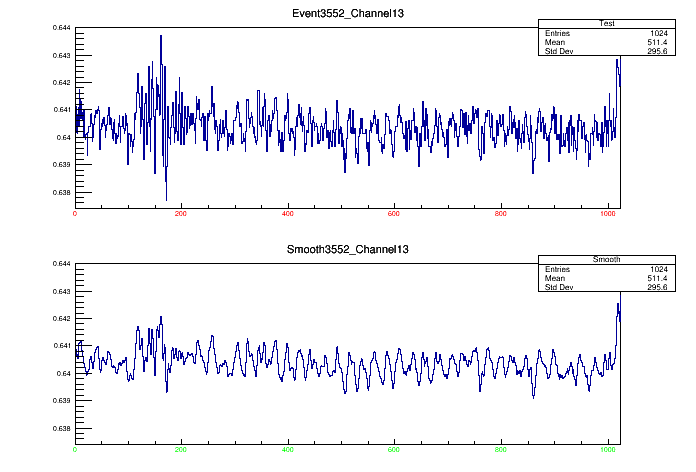 Event3552_Channel13
Test
Entries 1024
Mean 511.4
Std Dev 295.6
0.644
0.643
0.642
0.641
0.64
0.639
0.638
0 200 400 600 800 1000
Smooth3552_Channel13
Smooth
Entries 1024
Mean 511.4
Std Dev 295.6
0.644
0.643
0.642
0.641
0.64
0.639
0.638
0 200 400 600 800 1000